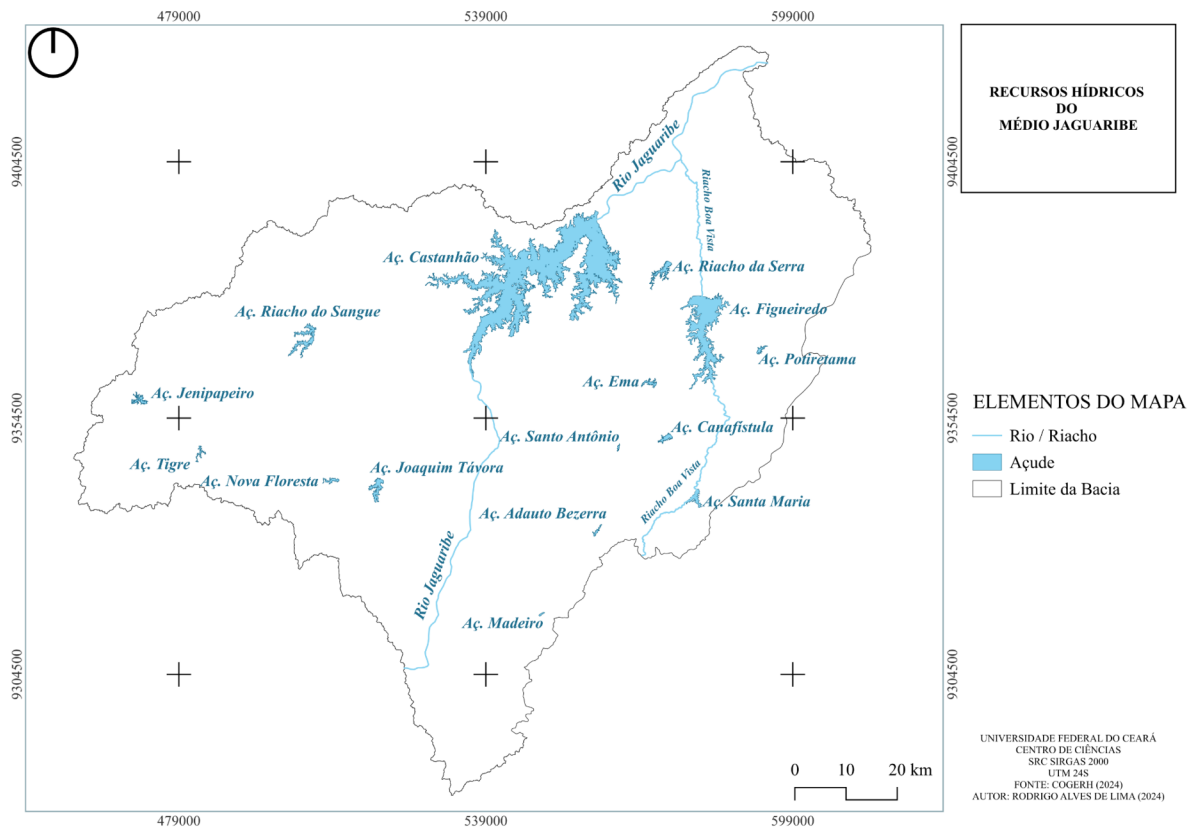 479000
539000
599000
9404500
9404500
RECURSOS HÍDRICOS
DO
MÉDIO JAGUARIBE
Rio Jaguaribe
Riacho Boa Vista
Aç. Castanhão
Aç. Riacho da Serra
Aç. Riacho do Sangue
Aç. Figueiredo
Aç. Potiretama
Aç. Ema
Aç. Jenipapeiro
9354500
9354500
Aç. Santo Antônio
Aç. Canafístula
Aç. Tigre
Aç. Nova Floresta
Aç. Joaquim Távora
Riacho Boa Vista
Aç. Santa Maria
Aç. Adauto Bezerra
Rio Jaguaribe
Aç. Madeiro
9304500
9304500
ELEMENTOS DO MAPA
Rio / Riacho
Açude
Limite da Bacia
0 10 20 km
479000
539000
599000
UNIVERSIDADE FEDERAL DO CEARÁ
CENTRO DE CIÊNCIAS
SRC SIRGAS 2000
UTM 24S
FONTE: COGERH (2024)
AUTOR: RODRIGO ALVES DE LIMA (2024)